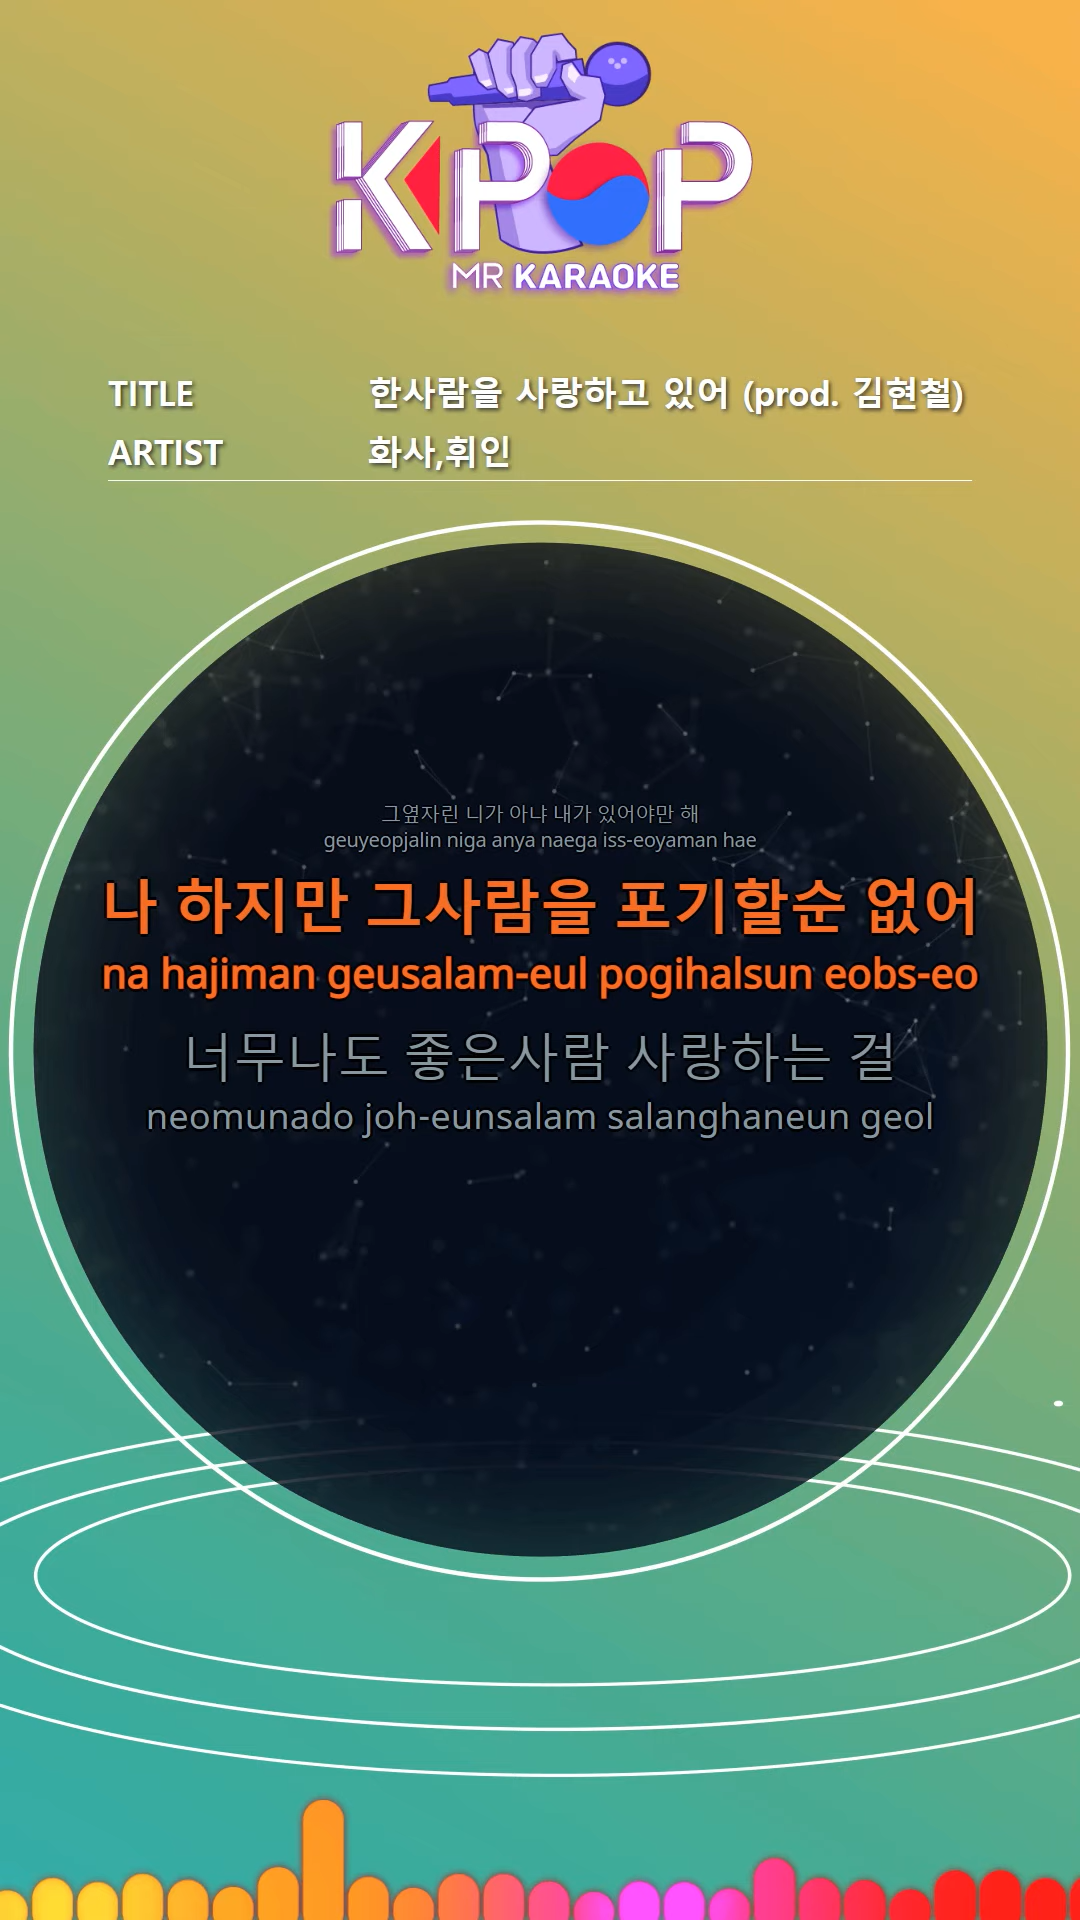 KPOP
MR KARAOKE
TITLE 한사람을 사랑하고 있어 (prod. 김현철)
ARTIST 화사,휘인
그옆자린 니가 아냐 내가 있어야만 해
geuyeopjalin niga anya naega iss-eoyaman hae
나 하지만 그사람을 포기할순 없어
na hajiman geusalam-eul pogihalsun eobs-eo
너무나도 좋은사람 사랑하는 걸
neomunado joh-eunsalam salanghaneun geol